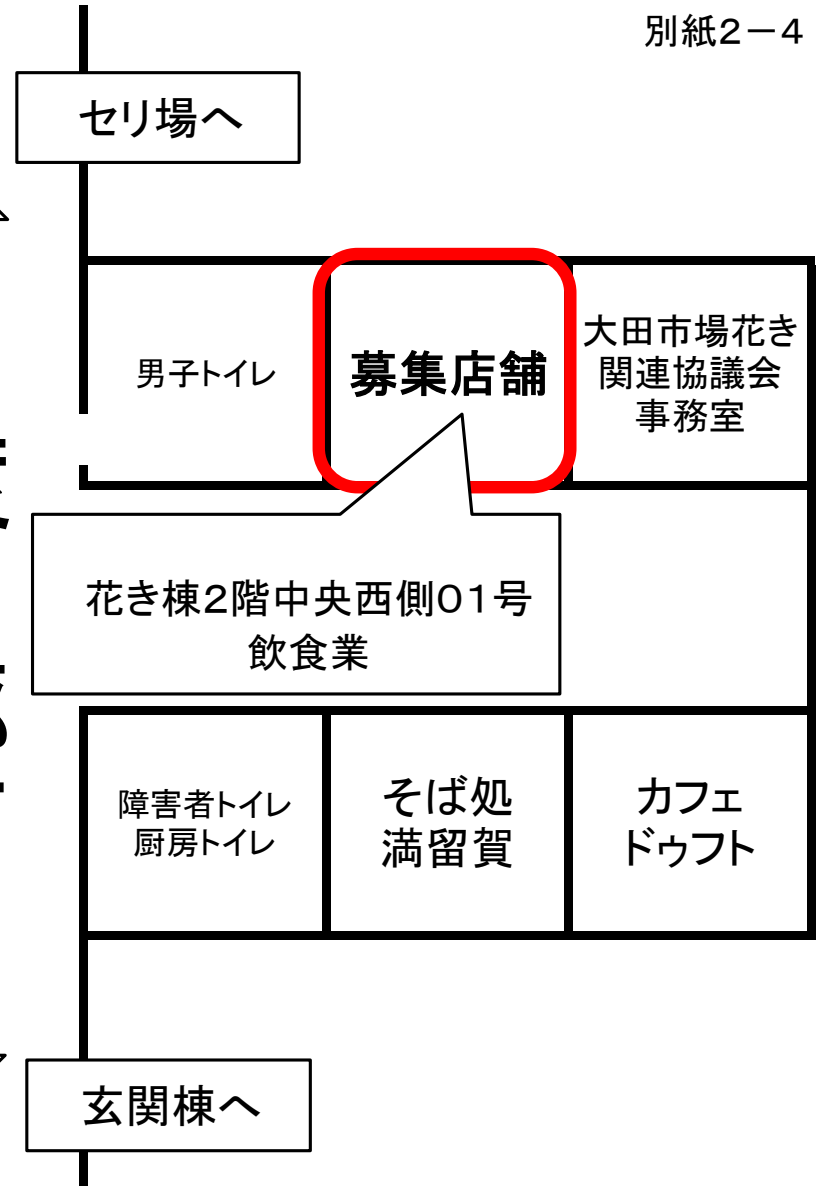 別紙2-4
セリ場へ
男子トイレ
募集店舗
大田市場花き
関連協議会
事務室
花き棟2階中央西側01号
飲食業
障害者トイレ
厨房トイレ
そば処
満留賀
カフェ
ドゥフト
玄関棟へ